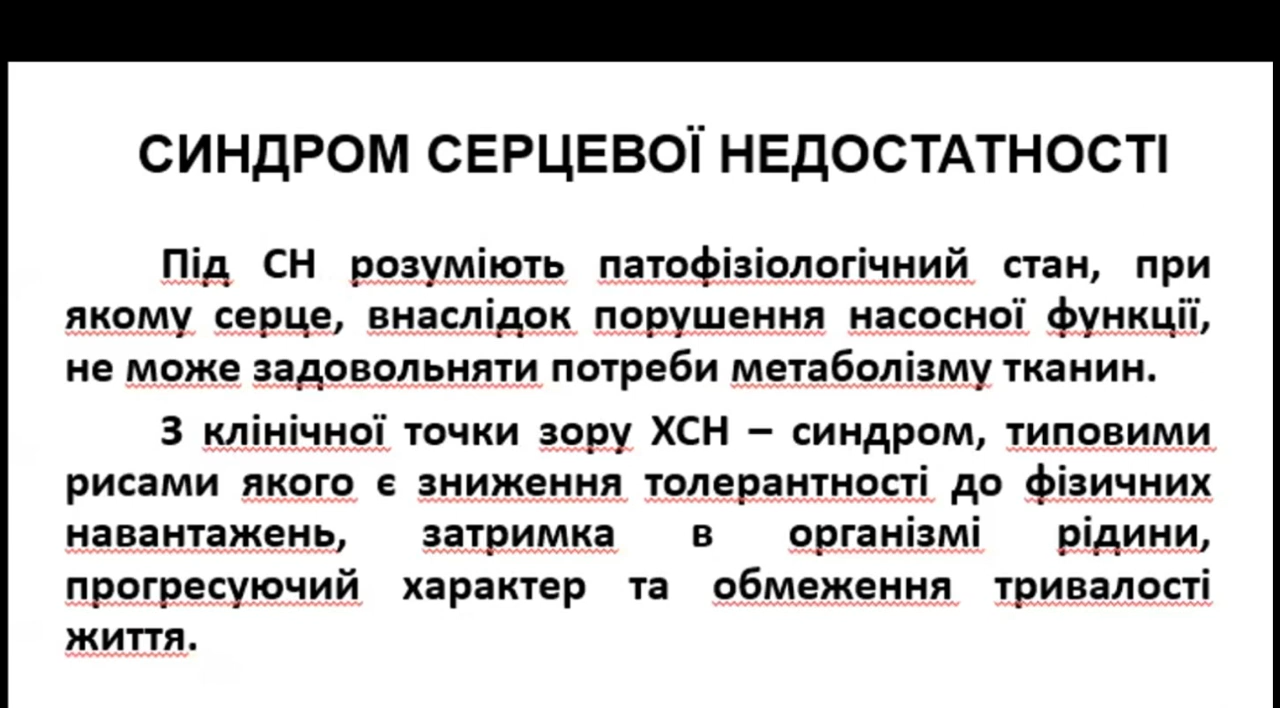 СИНДРОМ СЕРЦЕВОЇ НЕДОСТАТНОСТІ
Під СН розуміють патофізіологічний стан, при
якому серце, внаслідок порушення насосної функції,
не може задовольняти потреби метаболізму тканин.
З клінічної точки зору ХСН – синдром, типовими
рисами якого є зниження толерантності до фізичних
навантажень, затримка в організмі рідини,
прогресуючий характер та обмеження тривалості
життя.